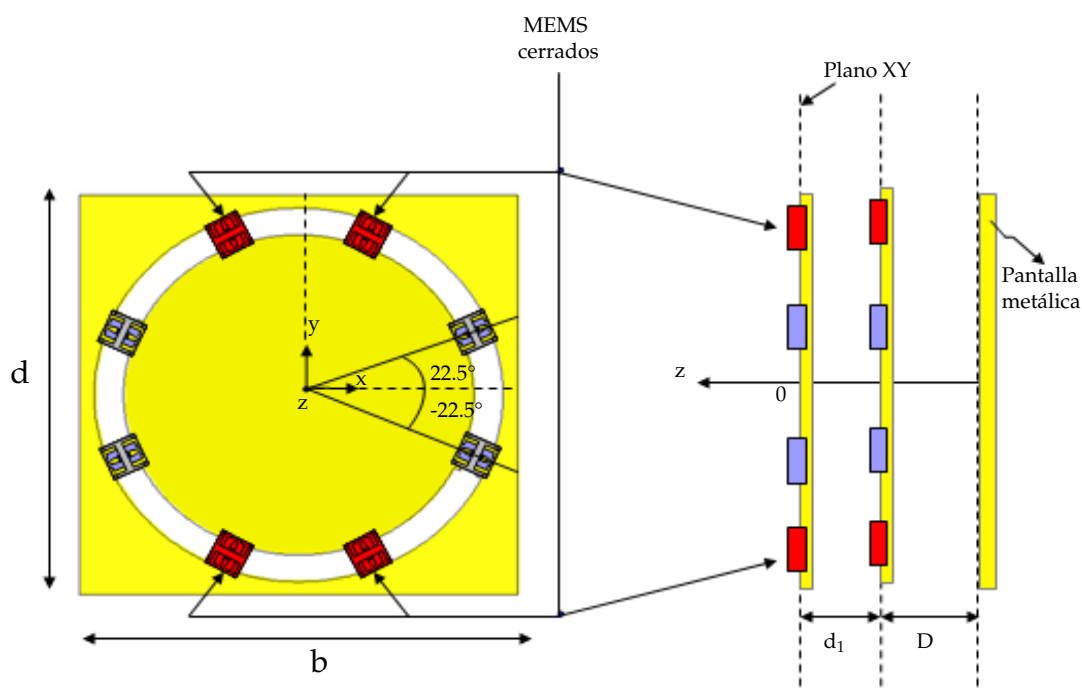 MEMS
cerrados
Plano XY
Pantalla
metálica
d
y
x
z
22.5°
-22.5°
z
0
b
d₁
D